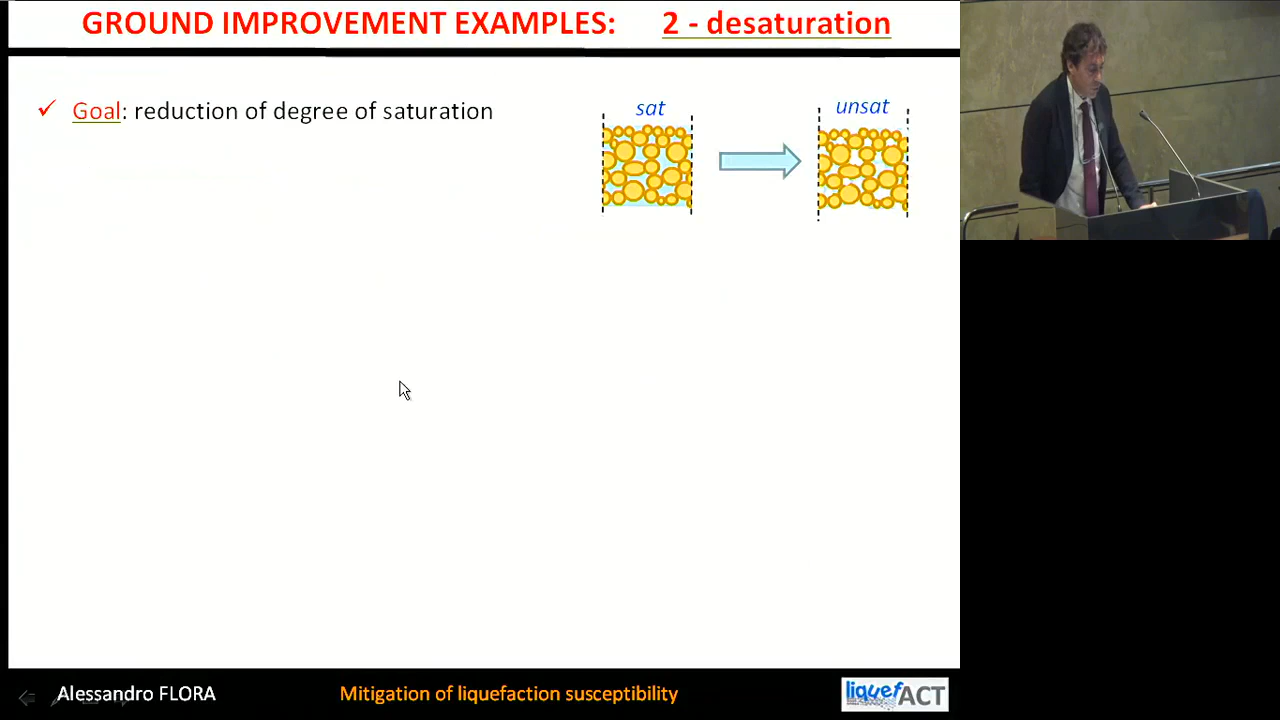 GROUND IMPROVEMENT EXAMPLES: 2 - desaturation
✓ Goal: reduction of degree of saturation
sat
unsat
Alessandro FLORA
Mitigation of liquefaction susceptibility
liquefACT